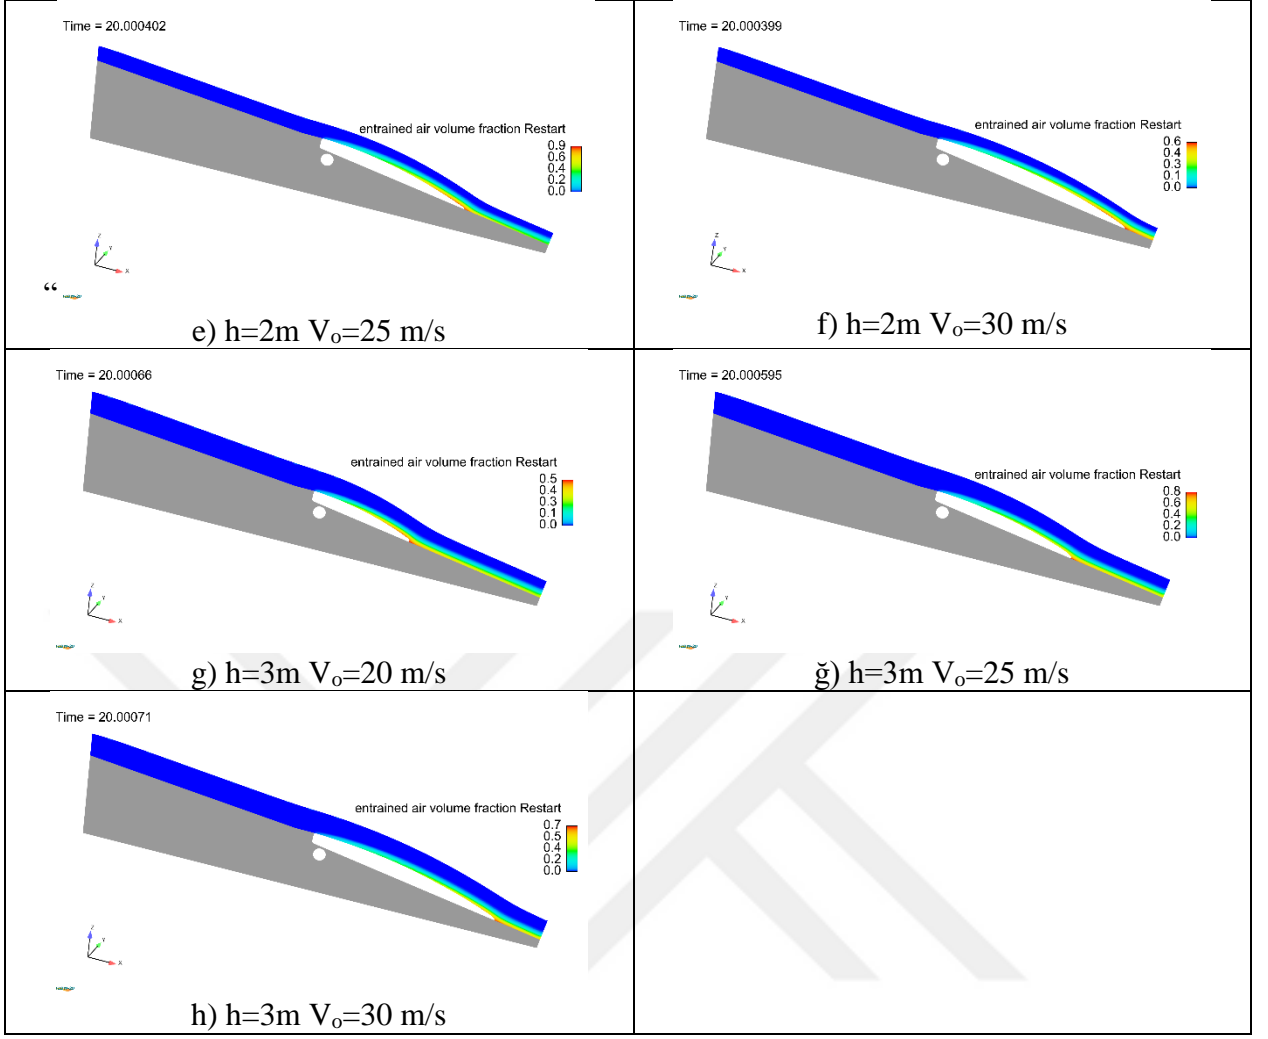 Time = 20.000402
entrained air volume fraction Restart
0.9
0.6
0.4
0.2
0.0
Z
Y
X
“
e) h=2m Vo=25 m/s
Time = 20.000399
entrained air volume fraction Restart
0.6
0.4
0.3
0.1
0.0
Z
Y
X
f) h=2m Vo=30 m/s
Time = 20.00066
entrained air volume fraction Restart
0.5
0.4
0.3
0.1
0.0
Z
Y
X
g) h=3m Vo=20 m/s
Time = 20.000595
entrained air volume fraction Restart
0.8
0.6
0.4
0.2
0.0
Z
Y
X
ğ) h=3m Vo=25 m/s
Time = 20.00071
entrained air volume fraction Restart
0.7
0.5
0.4
0.2
0.0
Z
Y
X
h) h=3m Vo=30 m/s